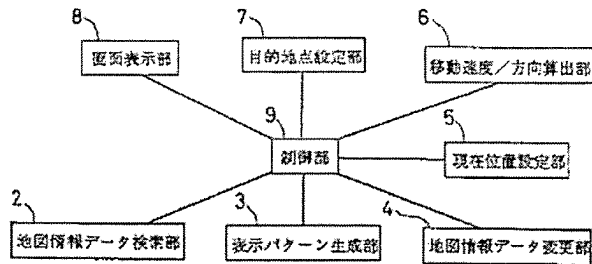 8
画面表示部
7
目的地点設定部
6
移動速度／方向算出部
9
制御部
5
現在位置設定部
2
地図情報データ検索部
3
表示パターン生成部
4
地図情報データ変更部